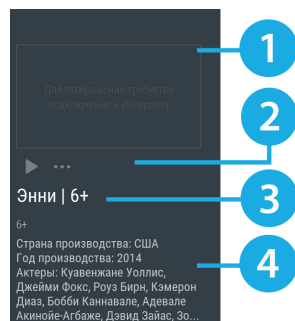 1
Для отображения требуется
подключение к Интернету
2
Энни | 6+
3
6+
Страна производства: США
Год производства: 2014
4
Актеры: Куавенжане Уоллис,
Джейми Фокс, Роуз Бирн, Кэмерон
Диаз, Бобби Каннавале, Адевале
Акинойе-Агбаже, Дэвид Зайас, Зо...